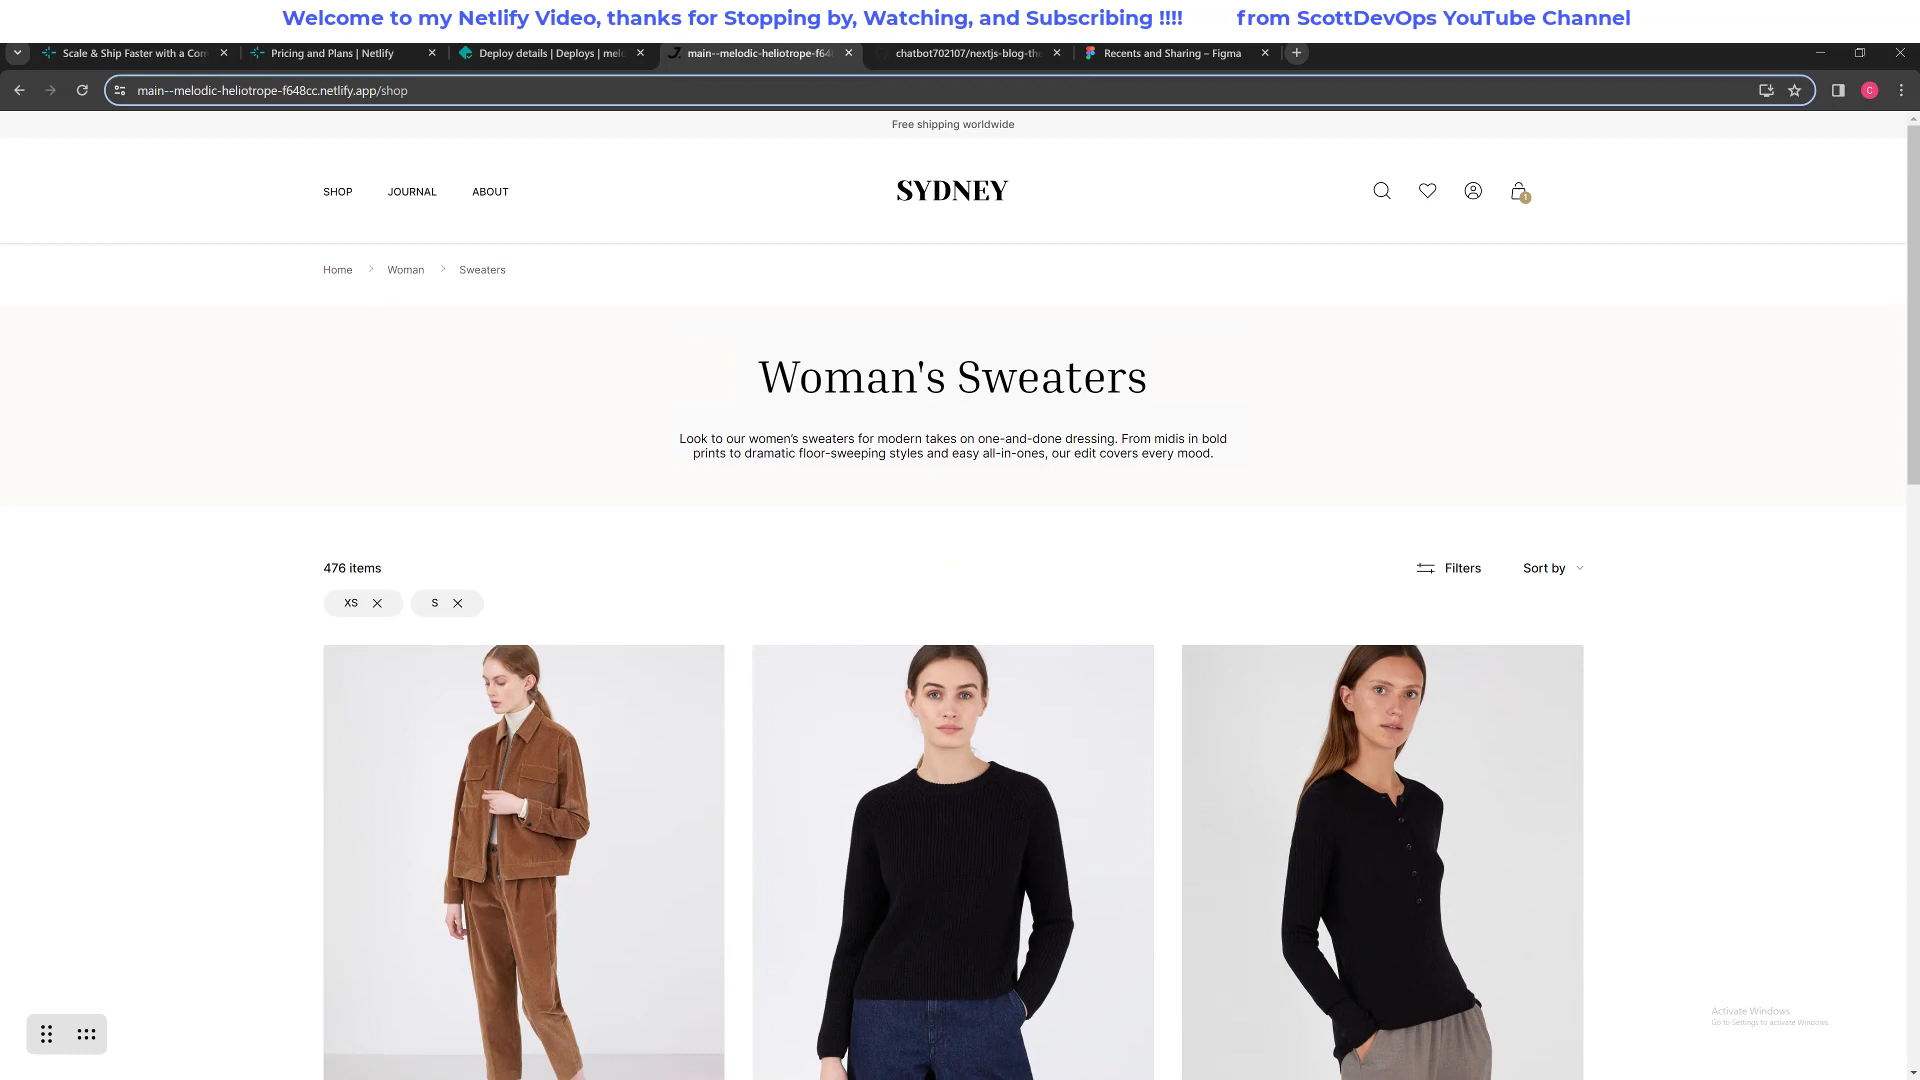 Welcome to my Netlify Video, thanks for Stopping by, Watching, and Subscribing !!!! from ScottDevOps YouTube Channel
Scale & Ship Faster with a Com
Pricing and Plans | Netlify
Deploy details | Deploys | melo
main--melodic-heliotrope-f648
chatbot702107/nextjs-blog-the
Recents and Sharing – Figma
main--melodic-heliotrope-f648cc.netlify.app/shop
C
Free shipping worldwide
SHOP
JOURNAL
ABOUT
SYDNEY
1
Home
Woman
Sweaters
Woman's Sweaters
Look to our women’s sweaters for modern takes on one-and-done dressing. From midis in bold
prints to dramatic floor-sweeping styles and easy all-in-ones, our edit covers every mood.
476 items
Filters
Sort by
XS
S
Activate Windows
Go to Settings to activate Windows.